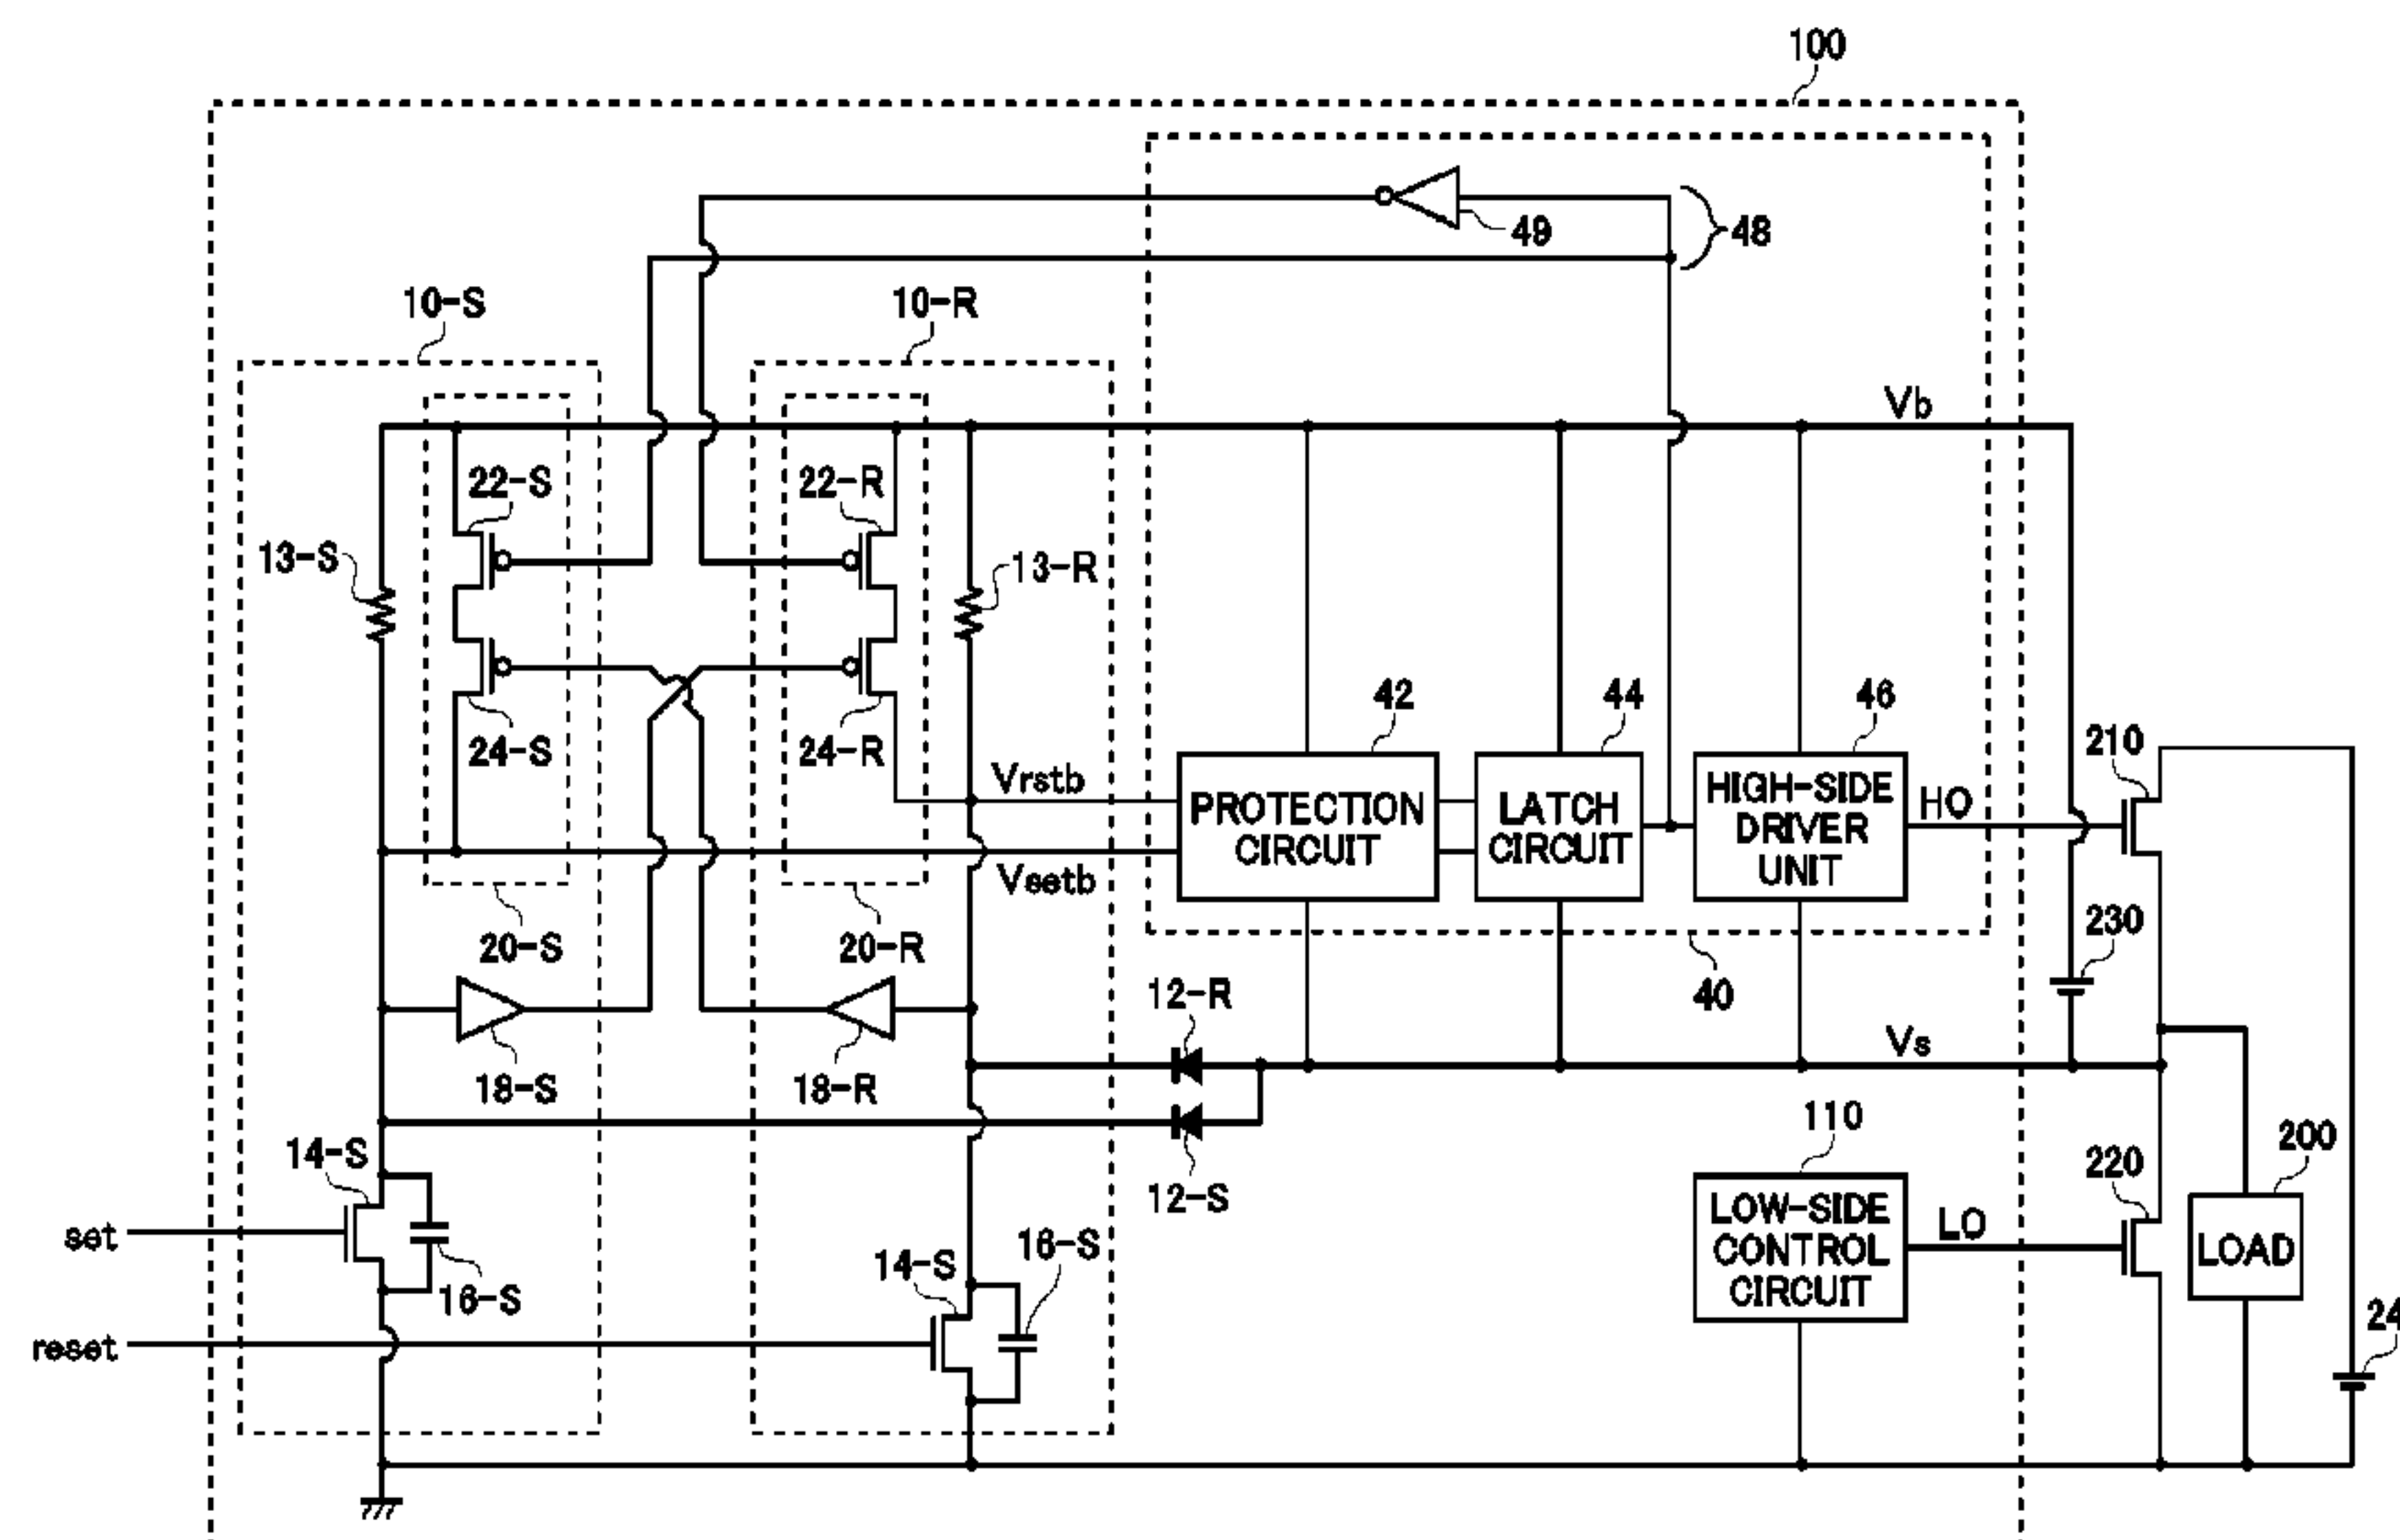 100
49
48
10-S
10-R
Vb
22-S
22-R
13-S
13-R
24-S
24-R
42
44
46
210
Vrstb
PROTECTION
CIRCUIT
LATCH
CIRCUIT
HIGH-SIDE
DRIVER
UNIT
HO
Vsetb
20-S
20-R
230
40
12-R
18-S
18-R
Vs
110
200
14-S
12-S
220
set
16-S
LOW-SIDE
CONTROL
CIRCUIT
LO
LOAD
14-S
16-S
reset
24